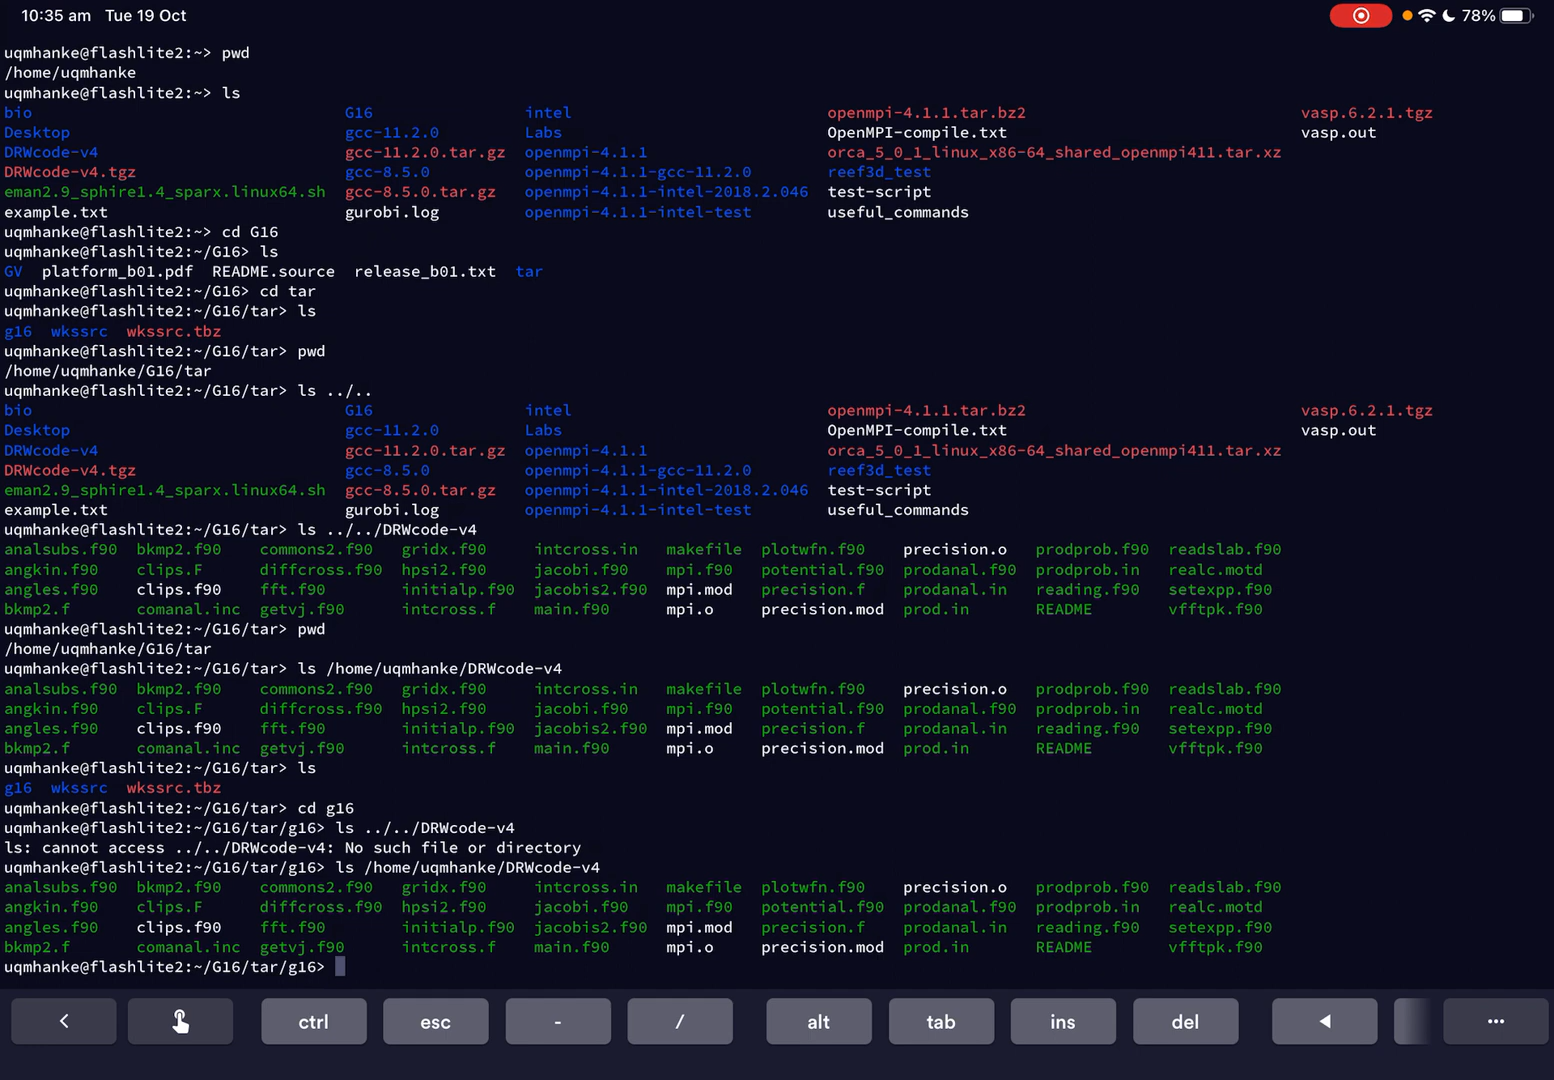 10:35 am Tue 19 Oct 78%
uqmhanke@flashlite2:~> pwd
/home/uqmhanke
uqmhanke@flashlite2:~> ls
bio G16 intel openmpi-4.1.1.tar.bz2 vasp.6.2.1.tgz
Desktop gcc-11.2.0 Labs OpenMPI-compile.txt vasp.out
DRWcode-v4 gcc-11.2.0.tar.gz openmpi-4.1.1 orca_5_0_1_linux_x86-64_shared_openmpi411.tar.xz
DRWcode-v4.tgz gcc-8.5.0 openmpi-4.1.1-gcc-11.2.0 reef3d_test
eman2.9_sphire1.4_sparx.linux64.sh gcc-8.5.0.tar.gz openmpi-4.1.1-intel-2018.2.046 test-script
example.txt gurobi.log openmpi-4.1.1-intel-test useful_commands
uqmhanke@flashlite2:~> cd G16
uqmhanke@flashlite2:~/G16> ls
GV platform_b01.pdf README.source release_b01.txt tar
uqmhanke@flashlite2:~/G16> cd tar
uqmhanke@flashlite2:~/G16/tar> ls
g16 wkssrc wkssrc.tbz
uqmhanke@flashlite2:~/G16/tar> pwd
/home/uqmhanke/G16/tar
uqmhanke@flashlite2:~/G16/tar> ls ../..
bio G16 intel openmpi-4.1.1.tar.bz2 vasp.6.2.1.tgz
Desktop gcc-11.2.0 Labs OpenMPI-compile.txt vasp.out
DRWcode-v4 gcc-11.2.0.tar.gz openmpi-4.1.1 orca_5_0_1_linux_x86-64_shared_openmpi411.tar.xz
DRWcode-v4.tgz gcc-8.5.0 openmpi-4.1.1-gcc-11.2.0 reef3d_test
eman2.9_sphire1.4_sparx.linux64.sh gcc-8.5.0.tar.gz openmpi-4.1.1-intel-2018.2.046 test-script
example.txt gurobi.log openmpi-4.1.1-intel-test useful_commands
uqmhanke@flashlite2:~/G16/tar> ls ../../DRWcode-v4
analsubs.f90 bkmp2.f90 commons2.f90 gridx.f90 intcross.in makefile plotwfn.f90 precision.o prodprob.f90 readslab.f90
angkin.f90 clips.F diffcross.f90 hpsi2.f90 jacobi.f90 mpi.f90 potential.f90 prodanal.f90 prodprob.in realc.motd
angles.f90 clips.f90 fft.f90 initialp.f90 jacobis2.f90 mpi.mod precision.f prodanal.in reading.f90 setexpp.f90
bkmp2.f comanal.inc getvj.f90 intcross.f main.f90 mpi.o precision.mod prod.in README vfftpk.f90
uqmhanke@flashlite2:~/G16/tar> pwd
/home/uqmhanke/G16/tar
uqmhanke@flashlite2:~/G16/tar> ls /home/uqmhanke/DRWcode-v4
analsubs.f90 bkmp2.f90 commons2.f90 gridx.f90 intcross.in makefile plotwfn.f90 precision.o prodprob.f90 readslab.f90
angkin.f90 clips.F diffcross.f90 hpsi2.f90 jacobi.f90 mpi.f90 potential.f90 prodanal.f90 prodprob.in realc.motd
angles.f90 clips.f90 fft.f90 initialp.f90 jacobis2.f90 mpi.mod precision.f prodanal.in reading.f90 setexpp.f90
bkmp2.f comanal.inc getvj.f90 intcross.f main.f90 mpi.o precision.mod prod.in README vfftpk.f90
uqmhanke@flashlite2:~/G16/tar> ls
g16 wkssrc wkssrc.tbz
uqmhanke@flashlite2:~/G16/tar> cd g16
uqmhanke@flashlite2:~/G16/tar/g16> ls ../../DRWcode-v4
ls: cannot access ../../DRWcode-v4: No such file or directory
uqmhanke@flashlite2:~/G16/tar/g16> ls /home/uqmhanke/DRWcode-v4
analsubs.f90 bkmp2.f90 commons2.f90 gridx.f90 intcross.in makefile plotwfn.f90 precision.o prodprob.f90 readslab.f90
angkin.f90 clips.F diffcross.f90 hpsi2.f90 jacobi.f90 mpi.f90 potential.f90 prodanal.f90 prodprob.in realc.motd
angles.f90 clips.f90 fft.f90 initialp.f90 jacobis2.f90 mpi.mod precision.f prodanal.in reading.f90 setexpp.f90
bkmp2.f comanal.inc getvj.f90 intcross.f main.f90 mpi.o precision.mod prod.in README vfftpk.f90
uqmhanke@flashlite2:~/G16/tar/g16>
< ctrl esc - / alt tab ins del ◀ ...